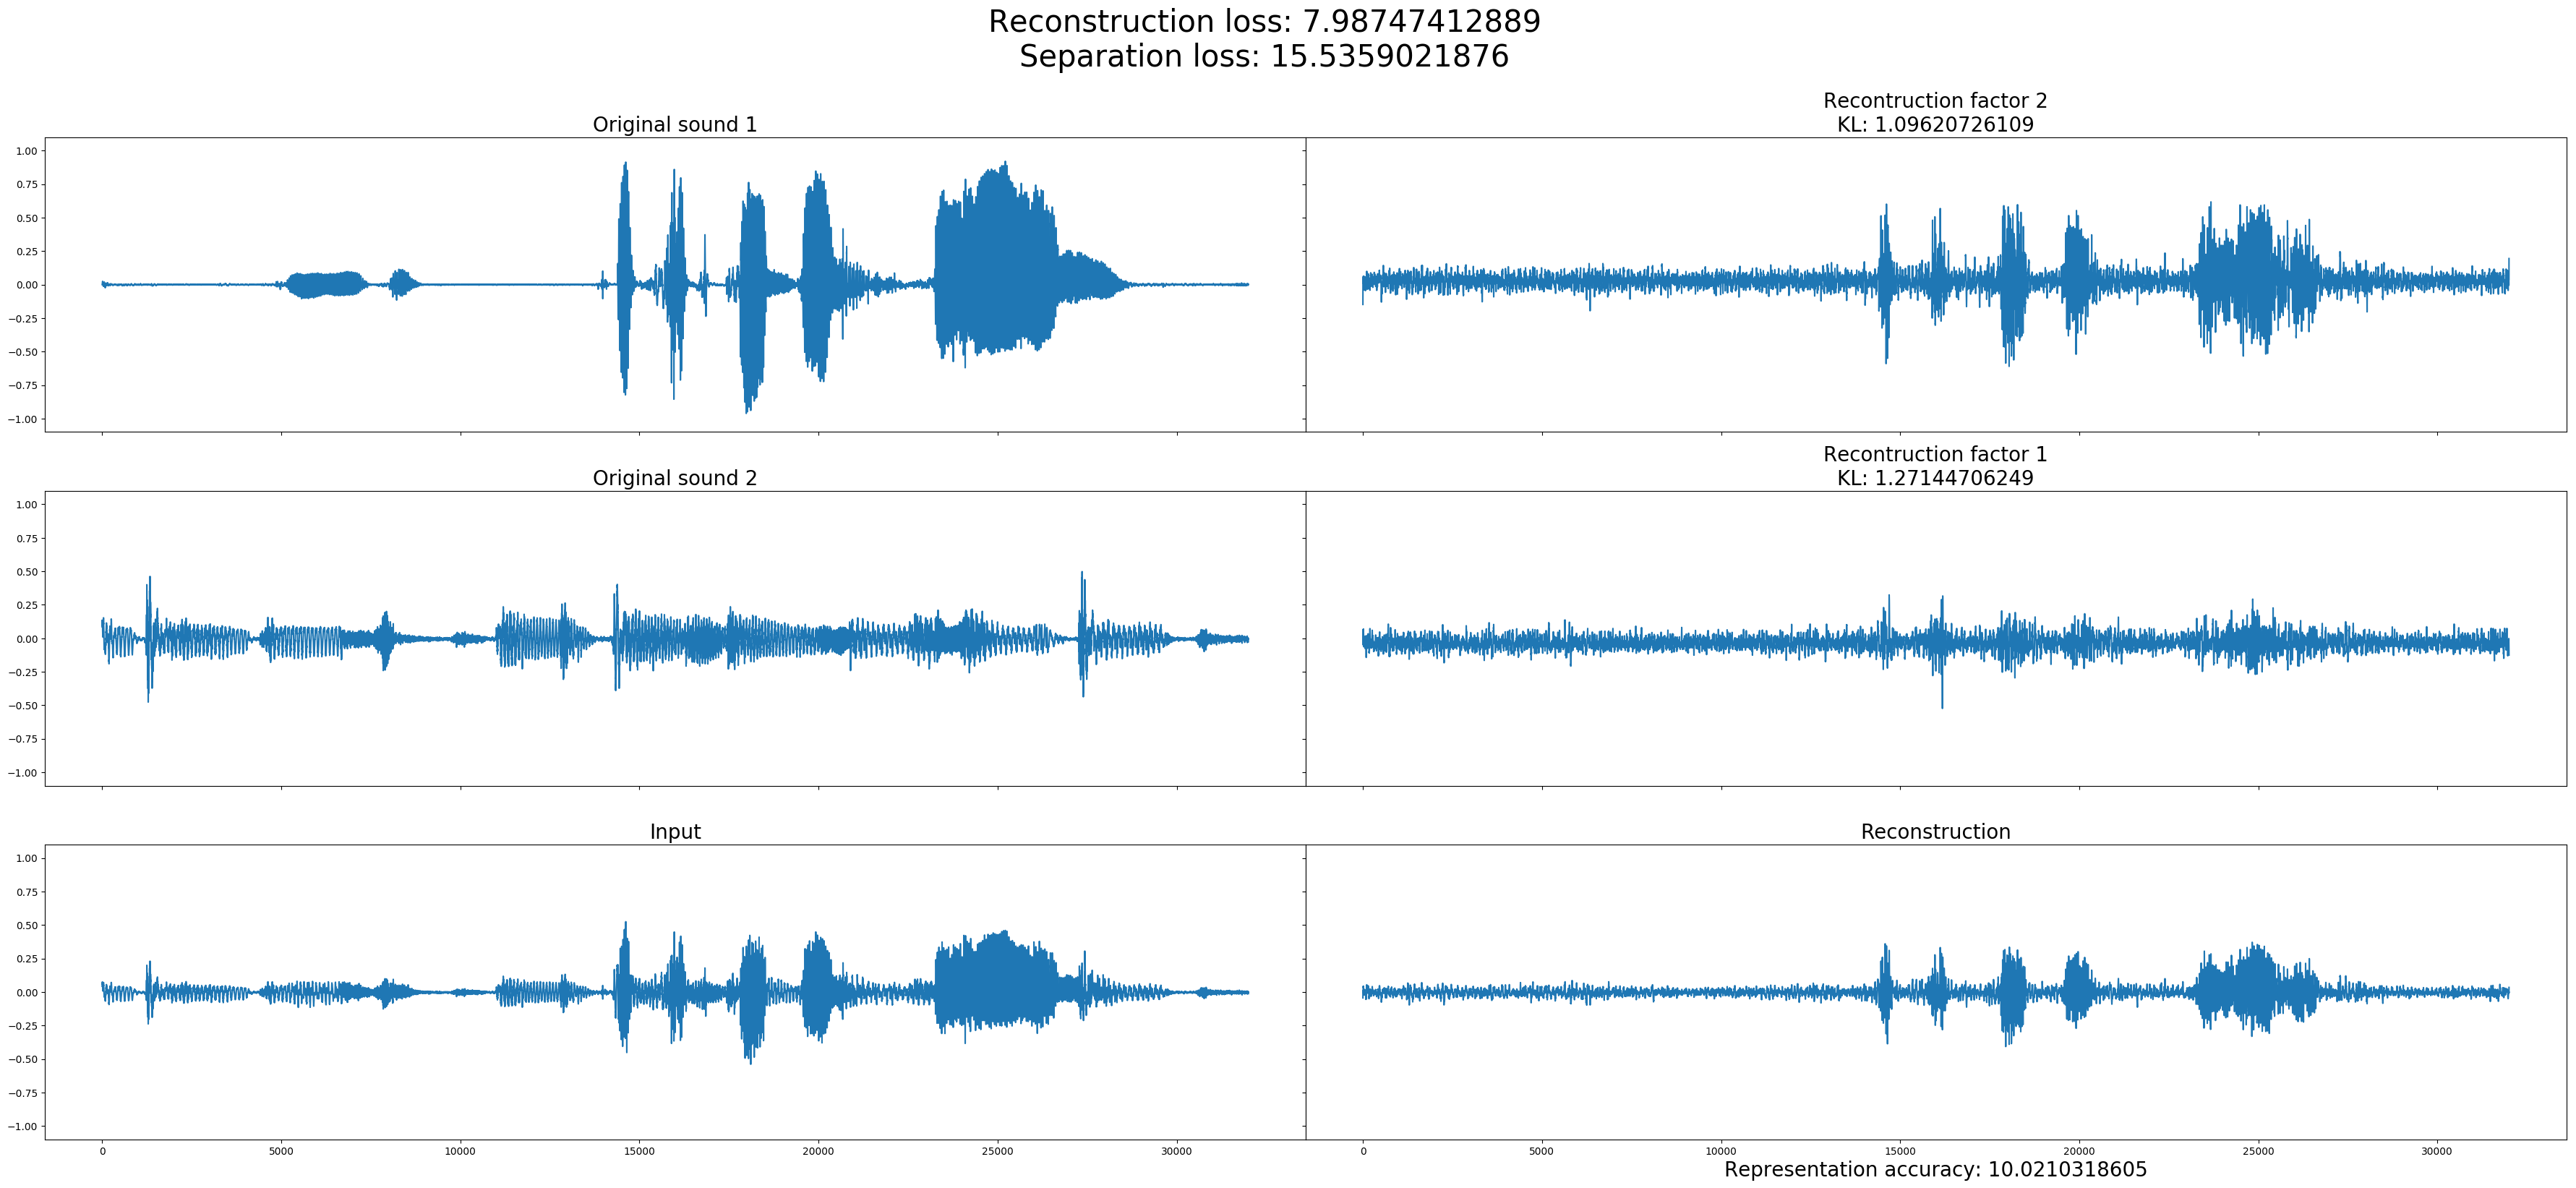 Reconstruction loss: 7.98747412889
Separation loss: 15.5359021876
Original sound 1
1.00
0.75
0.50
0.25
0.00
−0.25
−0.50
−0.75
−1.00
Recontruction factor 2
KL: 1.09620726109
Original sound 2
1.00
0.75
0.50
0.25
0.00
−0.25
−0.50
−0.75
−1.00
Recontruction factor 1
KL: 1.27144706249
Input
1.00
0.75
0.50
0.25
0.00
−0.25
−0.50
−0.75
−1.00
0 5000 10000 15000 20000 25000 30000
Reconstruction
0 5000 10000 15000 20000 25000 30000
Representation accuracy: 10.0210318605